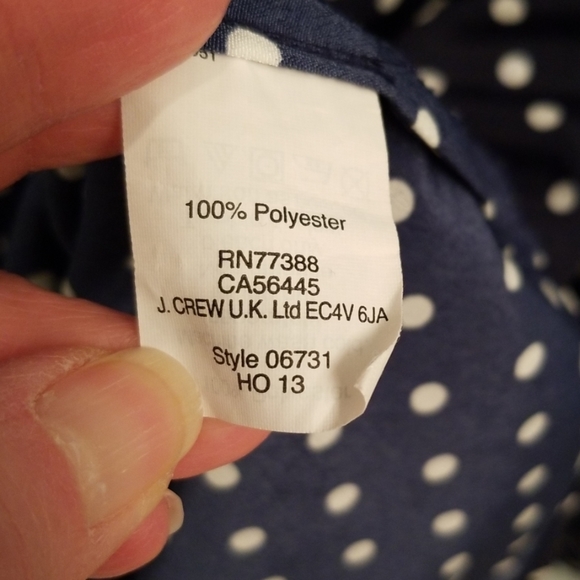 100% Polyester
RN77388
CA56445
J. CREW U.K. Ltd EC4V 6JA
Style 06731
HO 13